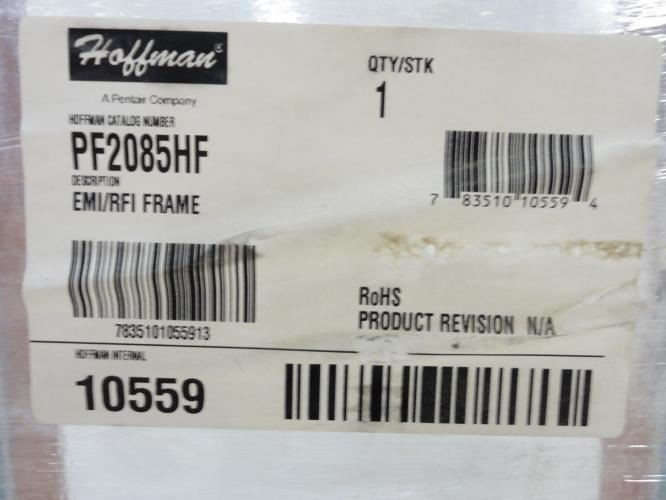 Hoffman®
A Pentair Company
HOFFMAN CATALOG NUMBER
PF2085HF
DESCRIPTION
EMI/RFI FRAME
7835101055913
QTY/STK
1
7 83510 10559 4
RoHS
PRODUCT REVISION N/A
HOFFMAN INTERNAL
10559